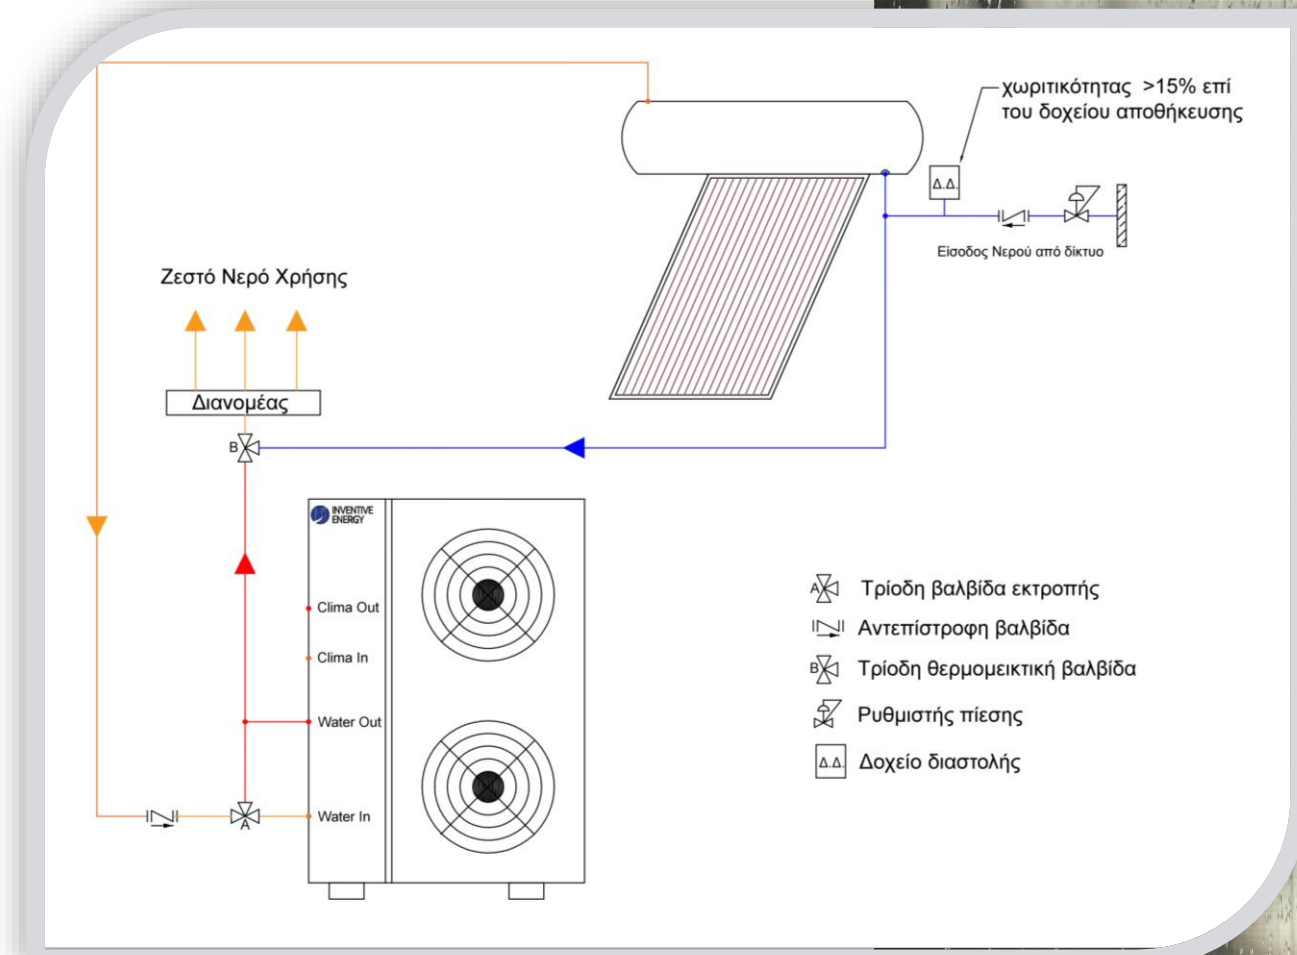 χωριτικότητας >15% επί
του δοχείου αποθήκευσης
Δ.Δ.
Είσοδος Νερού από δίκτυο
Ζεστό Νερό Χρήσης
Διανομέας
B
INVENTIVE
ENERGY
Clima Out
Clima In
Water Out
Water In
A
A Τρίοδη βαλβίδα εκτροπής
Αντεπίστροφη βαλβίδα
B Τρίοδη θερμομεικτική βαλβίδα
Ρυθμιστής πίεσης
Δ.Δ. Δοχείο διαστολής